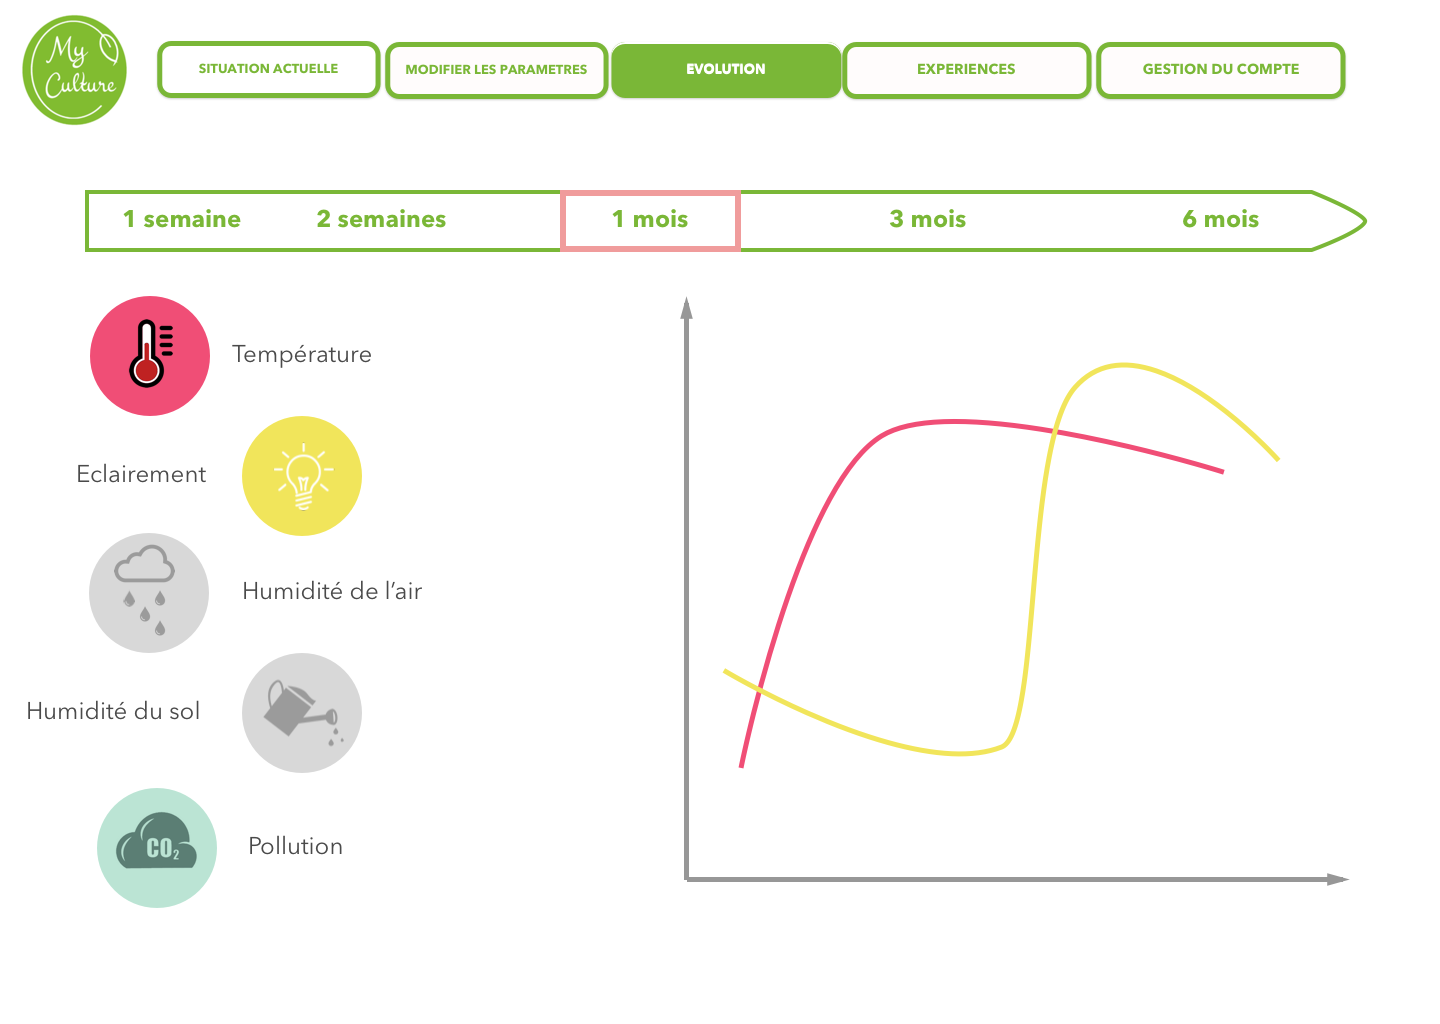 My
Culture
SITUATION ACTUELLE
MODIFIER LES PARAMETRES
EVOLUTION
EXPERIENCES
GESTION DU COMPTE
1 semaine
2 semaines
1 mois
3 mois
6 mois
Température
Eclairement
Humidité de l’air
Humidité du sol
CO₂
Pollution